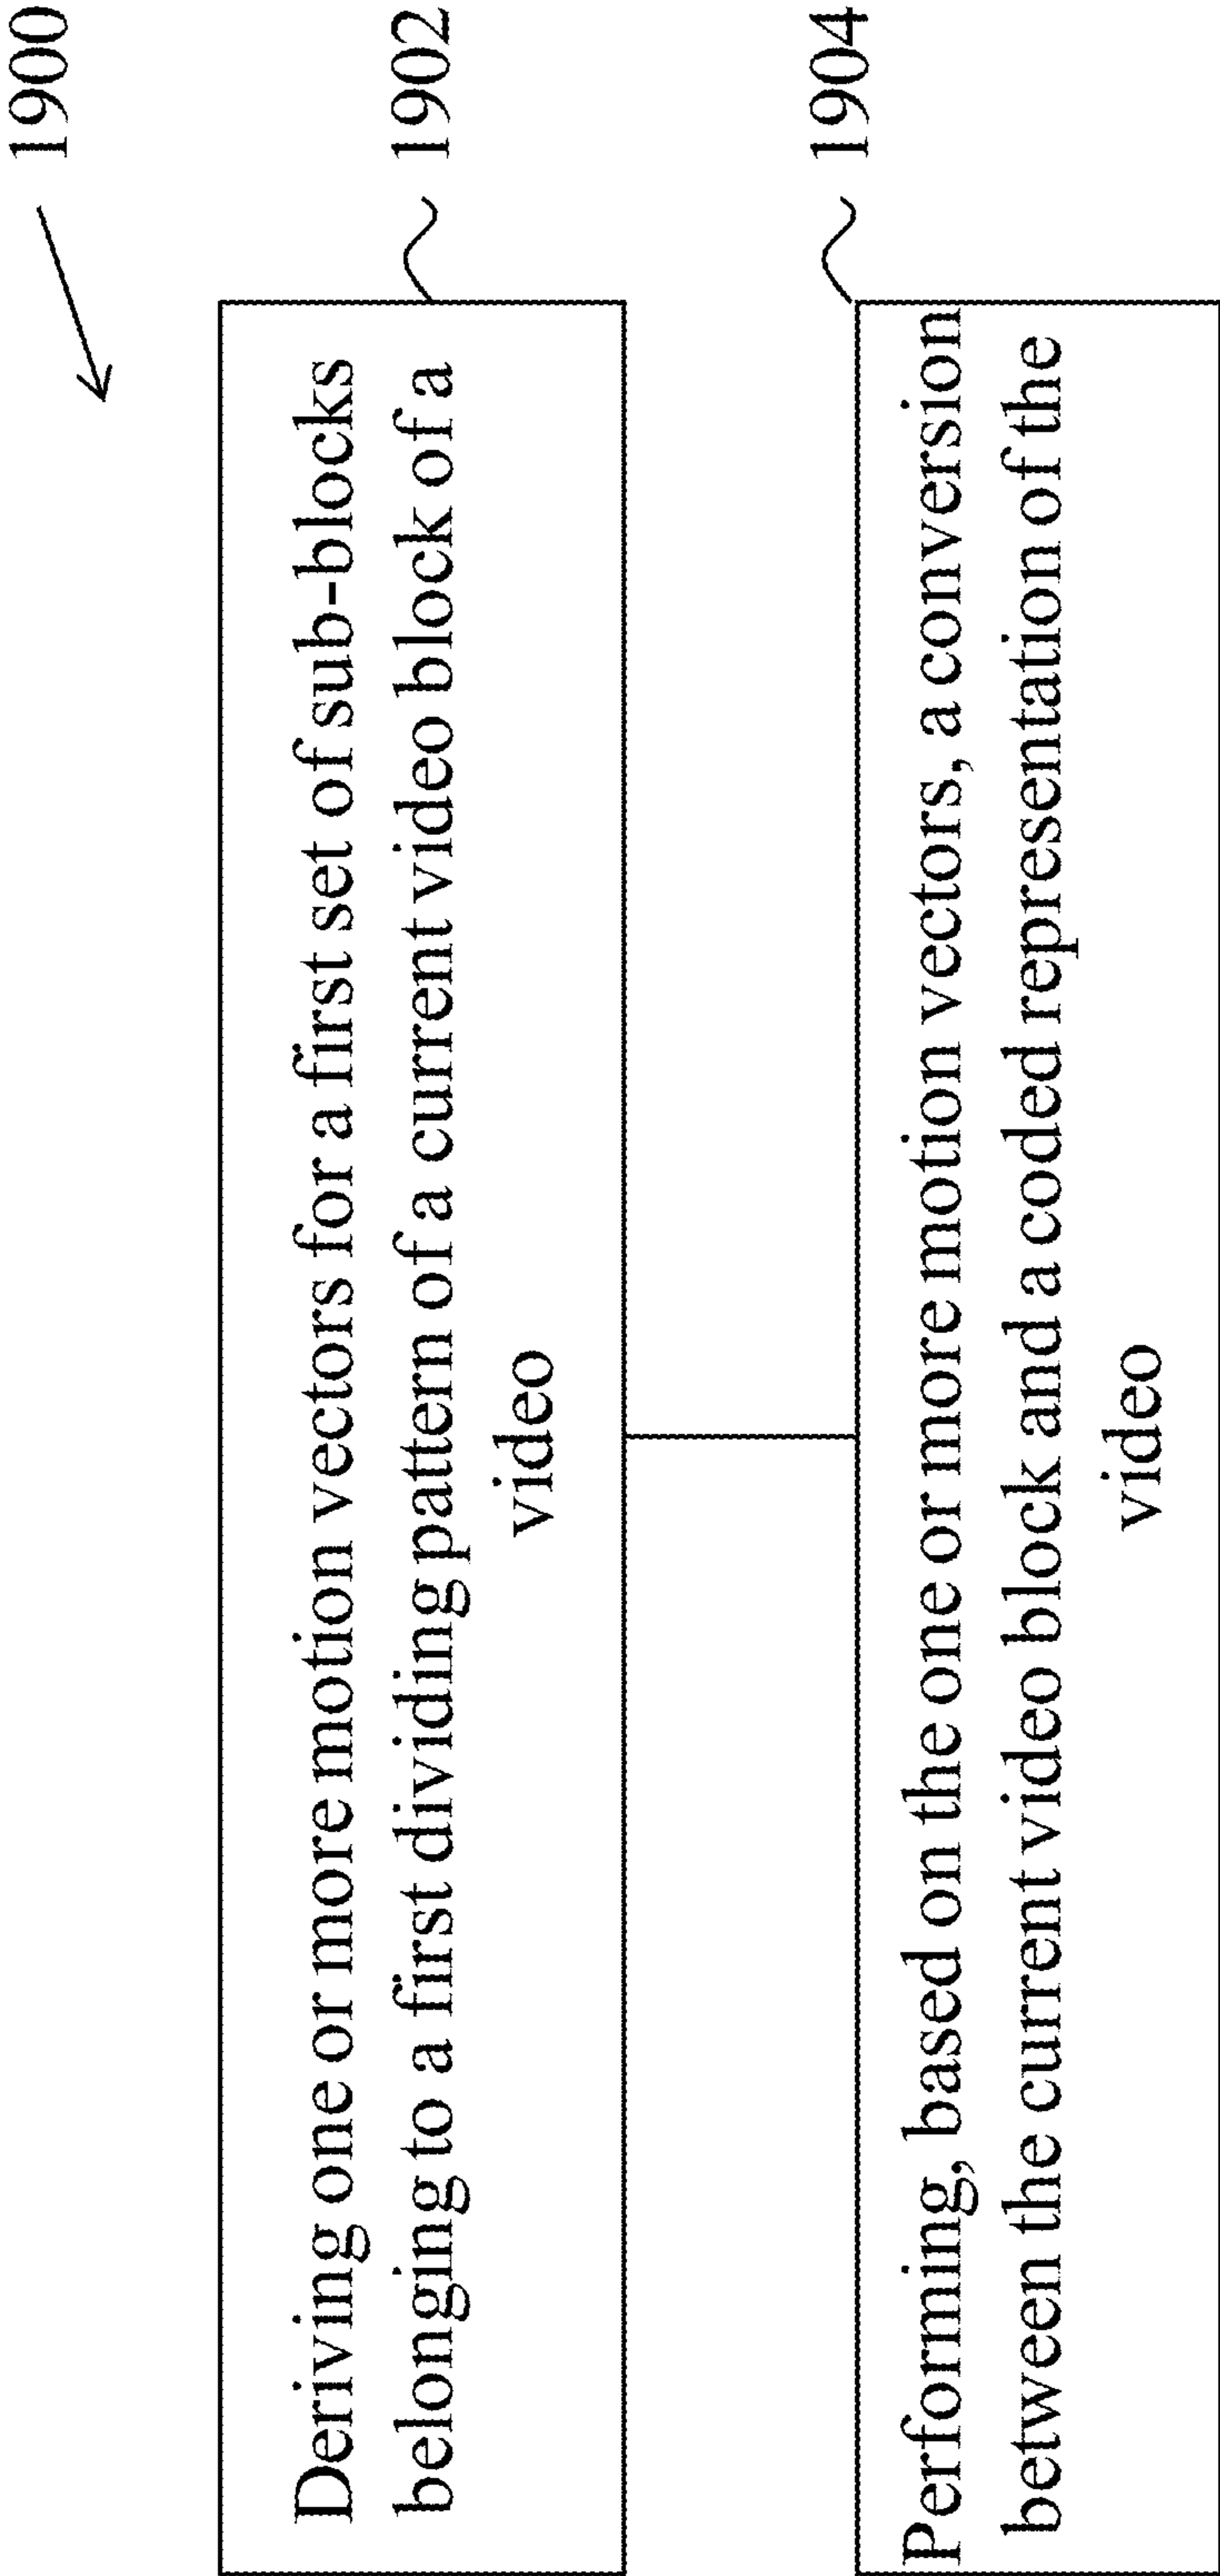 1900
Deriving one or more motion vectors for a first set of sub-blocks
belonging to a first dividing pattern of a current video block of a
video
1902
Performing, based on the one or more motion vectors, a conversion
between the current video block and a coded representation of the
video
1904